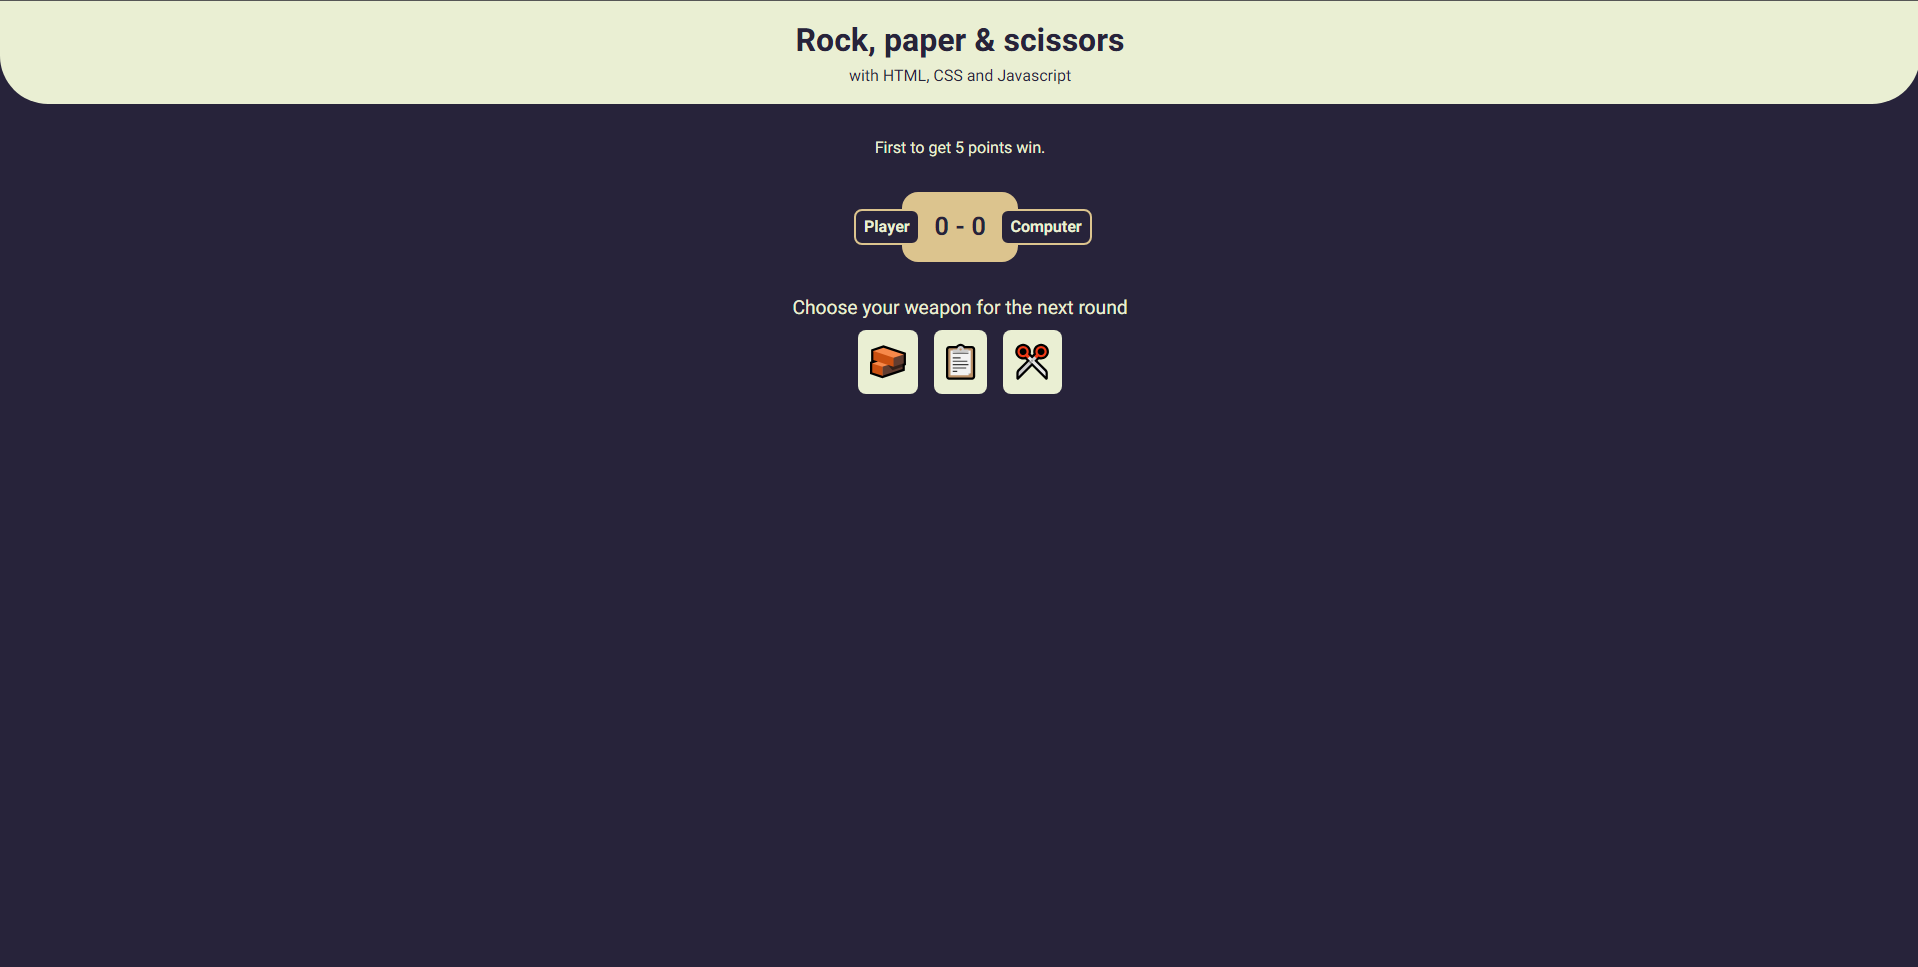 Rock, paper & scissors
with HTML, CSS and Javascript
First to get 5 points win.
Player 0 - 0 Computer
Choose your weapon for the next round